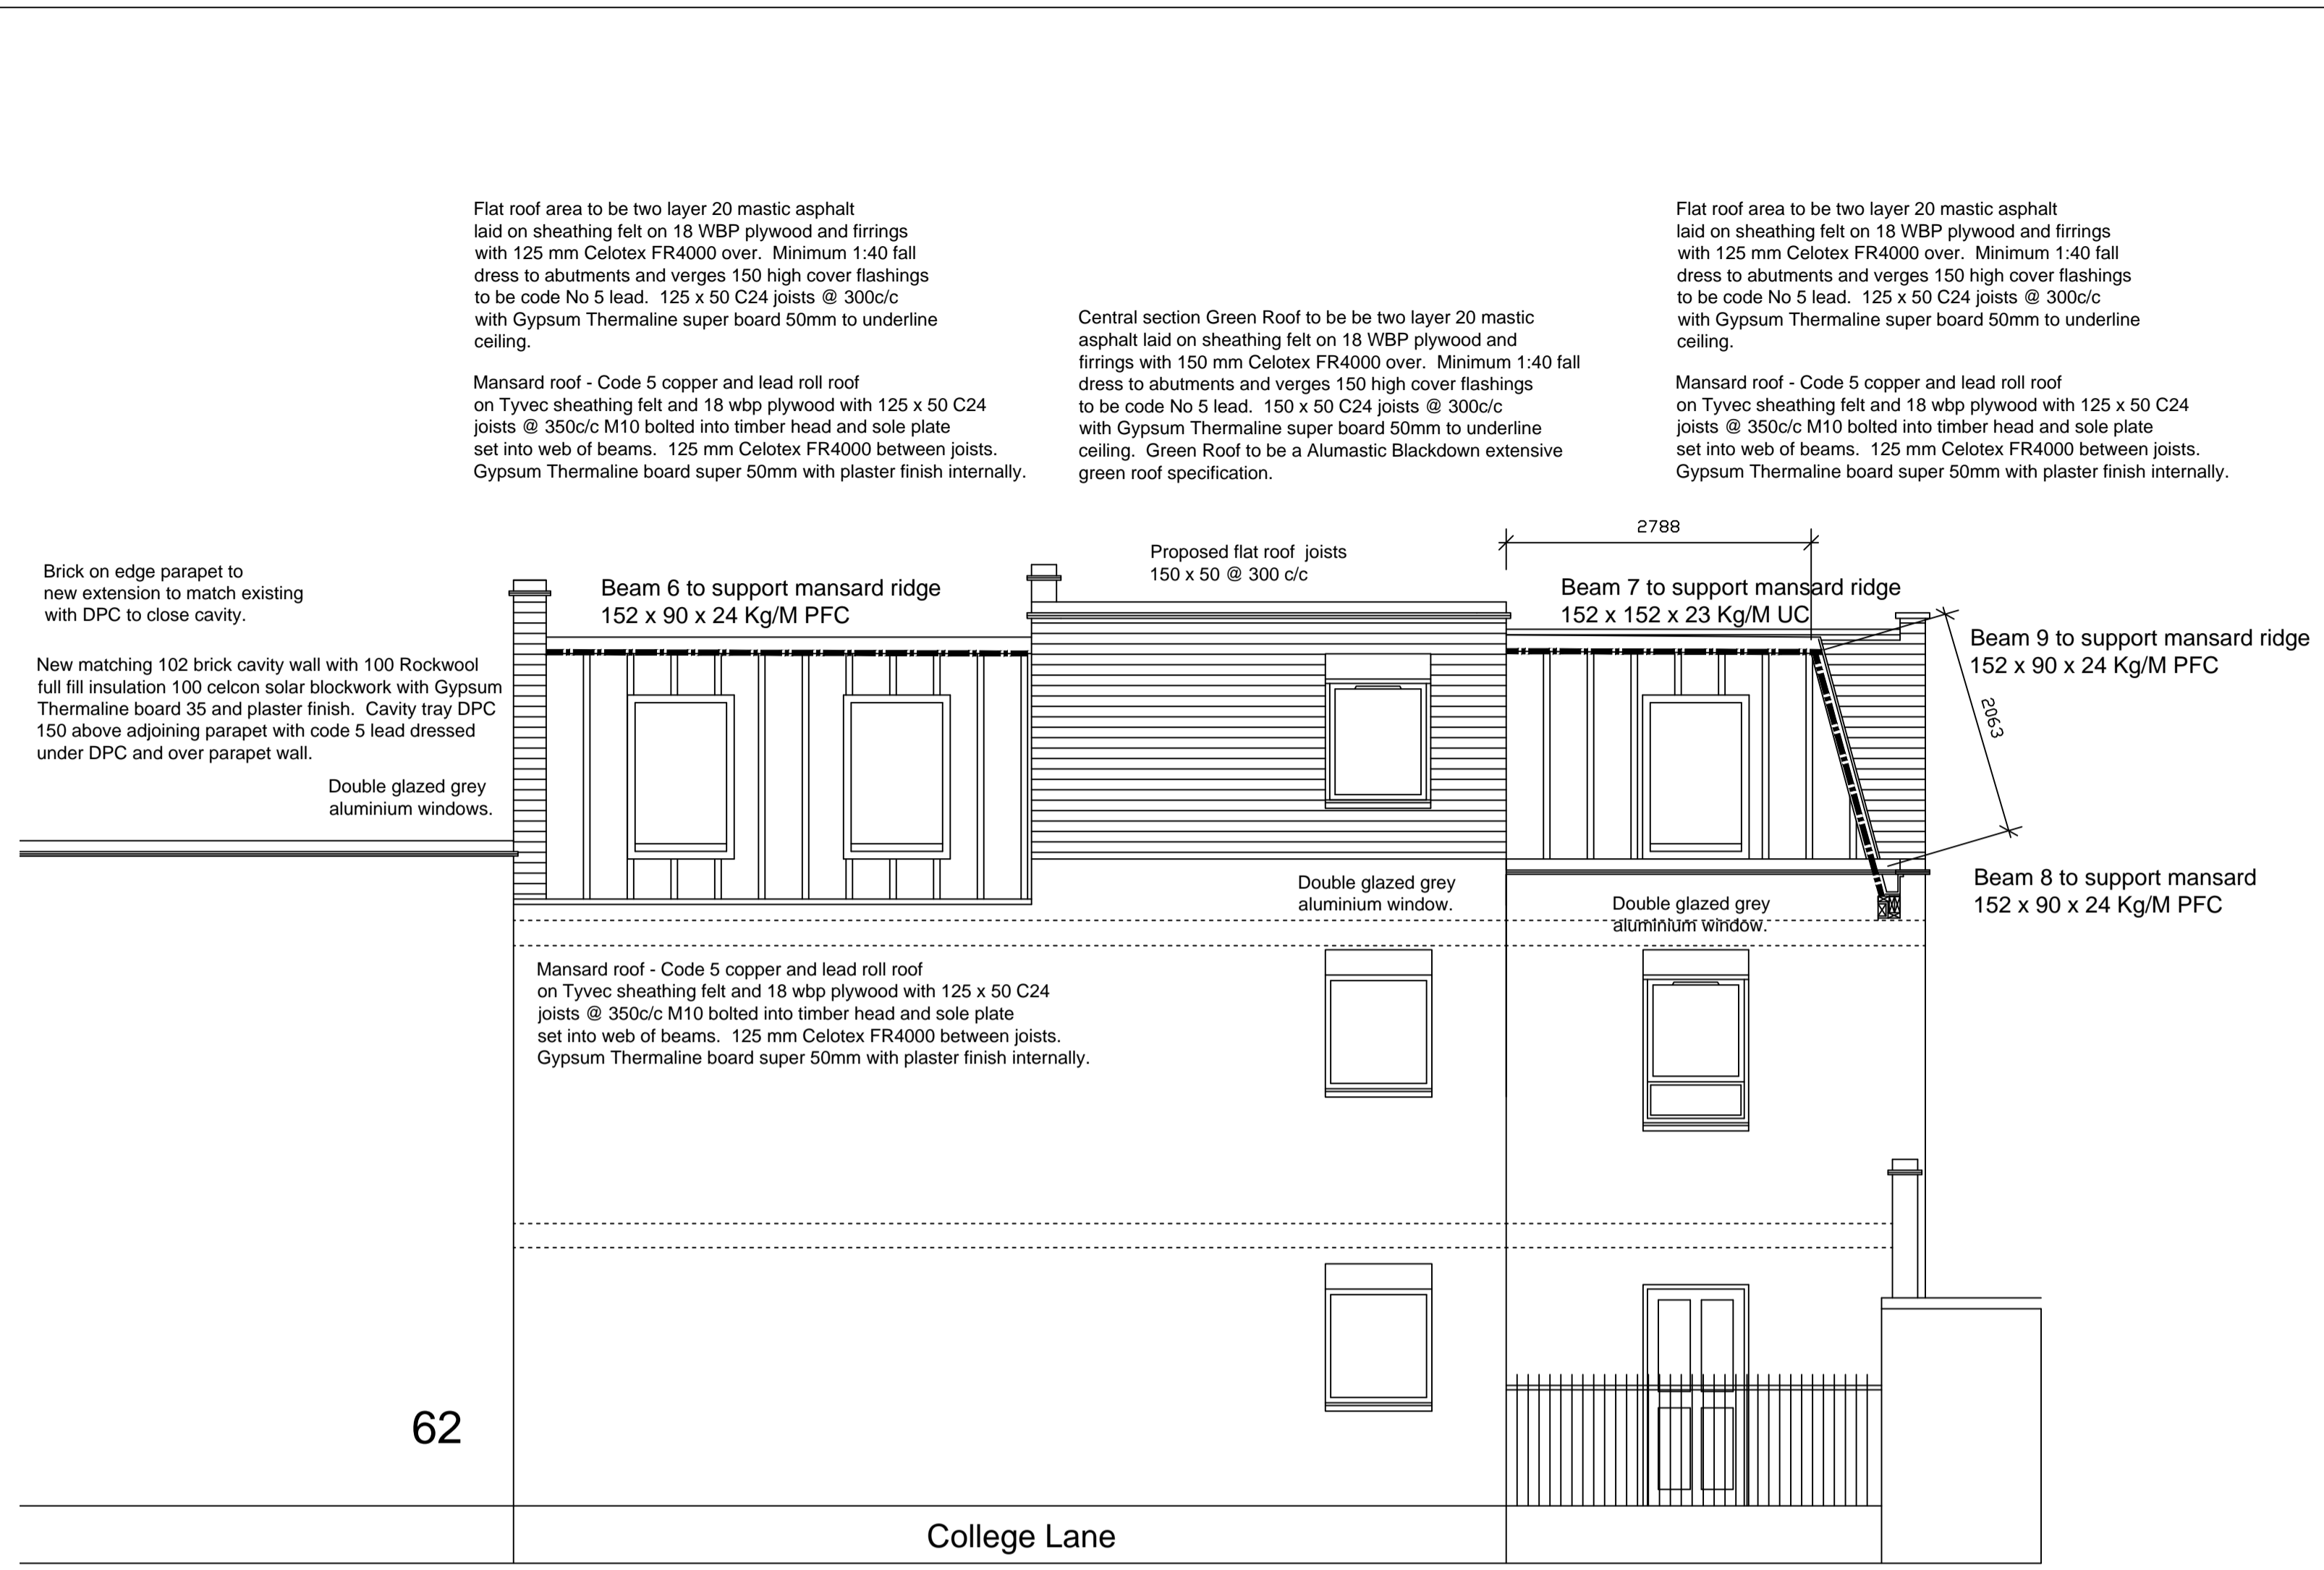 Flat roof area to be two layer 20 mastic asphalt
laid on sheathing felt on 18 WBP plywood and firrings
with 125 mm Celotex FR4000 over.  Minimum 1:40 fall
dress to abutments and verges 150 high cover flashings
to be code No 5 lead.  125 x 50 C24 joists @ 300c/c
with Gypsum Thermaline super board 50mm to underline
ceiling.
Mansard roof - Code 5 copper and lead roll roof
on Tyvec sheathing felt and 18 wbp plywood with 125 x 50 C24
joists @ 350c/c M10 bolted into timber head and sole plate
set into web of beams.  125 mm Celotex FR4000 between joists.
Gypsum Thermaline board super 50mm with plaster finish internally.
Central section Green Roof to be be two layer 20 mastic
asphalt laid on sheathing felt on 18 WBP plywood and
firrings with 150 mm Celotex FR4000 over.  Minimum 1:40 fall
dress to abutments and verges 150 high cover flashings
to be code No 5 lead.  150 x 50 C24 joists @ 300c/c
with Gypsum Thermaline super board 50mm to underline
ceiling.  Green Roof to be a Alumastic Blackdown extensive
green roof specification.
Flat roof area to be two layer 20 mastic asphalt
laid on sheathing felt on 18 WBP plywood and firrings
with 125 mm Celotex FR4000 over.  Minimum 1:40 fall
dress to abutments and verges 150 high cover flashings
to be code No 5 lead.  125 x 50 C24 joists @ 300c/c
with Gypsum Thermaline super board 50mm to underline
ceiling.
Mansard roof - Code 5 copper and lead roll roof
on Tyvec sheathing felt and 18 wbp plywood with 125 x 50 C24
joists @ 350c/c M10 bolted into timber head and sole plate
set into web of beams.  125 mm Celotex FR4000 between joists.
Gypsum Thermaline board super 50mm with plaster finish internally.
2788
Proposed flat roof  joists
150 x 50 @ 300 c/c
Brick on edge parapet to
new extension to match existing
with DPC to close cavity.
Beam 6 to support mansard ridge
152 x 90 x 24 Kg/M PFC
Beam 7 to support mansard ridge
152 x 152 x 23 Kg/M UC
Beam 9 to support mansard ridge
152 x 90 x 24 Kg/M PFC
New matching 102 brick cavity wall with 100 Rockwool
full fill insulation 100 celcon solar blockwork with Gypsum
Thermaline board 35 and plaster finish.  Cavity tray DPC
150 above adjoining parapet with code 5 lead dressed
under DPC and over parapet wall.
2063
Double glazed grey
aluminium windows.
Double glazed grey
aluminium window.
Double glazed grey
aluminium window.
Beam 8 to support mansard
152 x 90 x 24 Kg/M PFC
Mansard roof - Code 5 copper and lead roll roof
on Tyvec sheathing felt and 18 wbp plywood with 125 x 50 C24
joists @ 350c/c M10 bolted into timber head and sole plate
set into web of beams.  125 mm Celotex FR4000 between joists.
Gypsum Thermaline board super 50mm with plaster finish internally.
62
College Lane